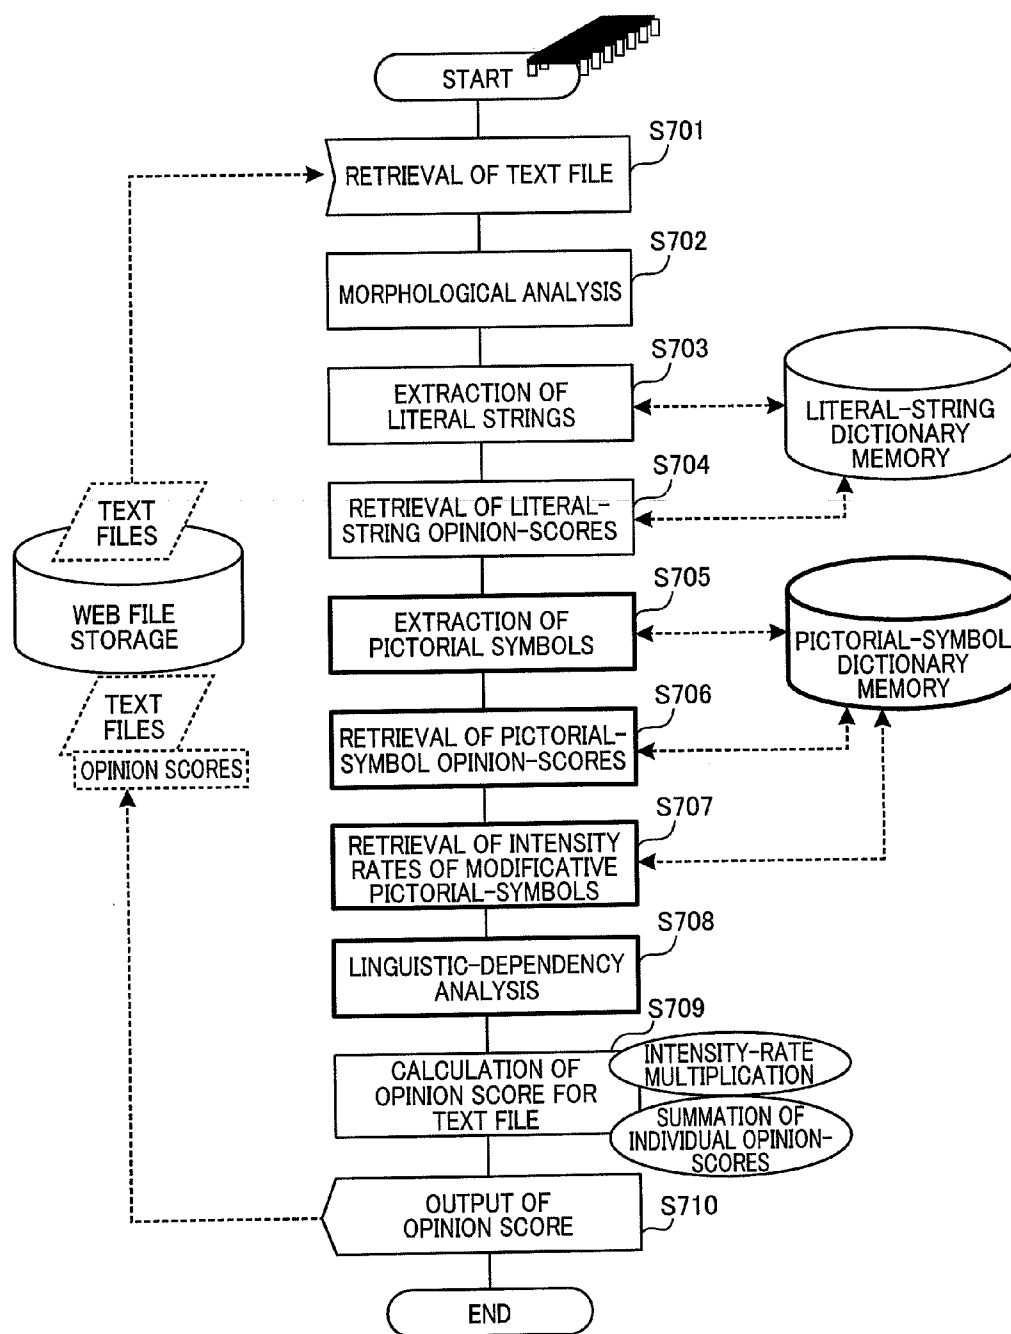 START
S701
RETRIEVAL OF TEXT FILE
S702
MORPHOLOGICAL ANALYSIS
S703
EXTRACTION OF
LITERAL STRINGS
LITERAL-STRING
DICTIONARY
MEMORY
S704
RETRIEVAL OF LITERAL-
STRING OPINION-SCORES
TEXT
FILES
WEB FILE
STORAGE
TEXT
FILES
OPINION SCORES
S705
EXTRACTION OF
PICTORIAL SYMBOLS
PICTORIAL-SYMBOL
DICTIONARY
MEMORY
S706
RETRIEVAL OF PICTORIAL-
SYMBOL OPINION-SCORES
S707
RETRIEVAL OF INTENSITY
RATES OF MODIFICATIVE
PICTORIAL-SYMBOLS
S708
LINGUISTIC-DEPENDENCY
ANALYSIS
S709
CALCULATION OF
OPINION SCORE FOR
TEXT FILE
INTENSITY-RATE
MULTIPLICATION
SUMMATION OF
INDIVIDUAL OPINION-
SCORES
OUTPUT OF
OPINION SCORE
S710
END